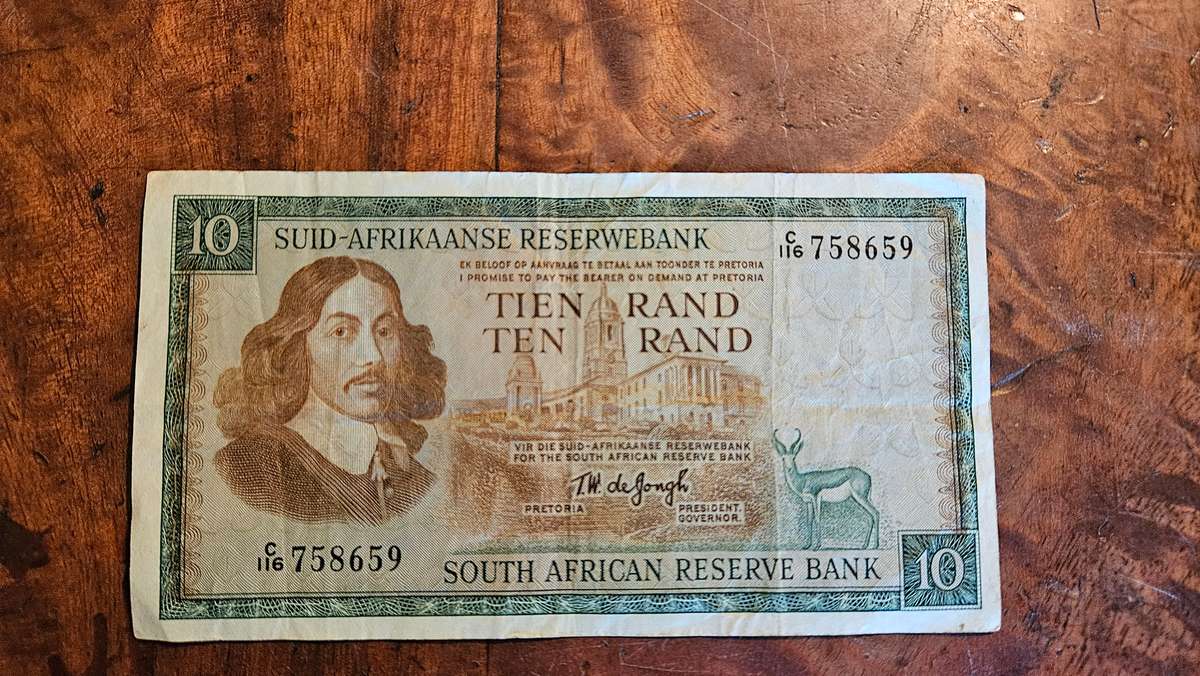 10
SUID-AFRIKAANSE RESERWEBANK
C/116 758659
EK BELOOF OP AANVRAAG TE BETAAL AAN TOONDER TE PRETORIA
I PROMISE TO PAY THE BEARER ON DEMAND AT PRETORIA
TIEN RAND
TEN RAND
VIR DIE SUID-AFRIKAANSE RESERWEBANK
FOR THE SOUTH AFRICAN RESERVE BANK
T.W. de Jongh
PRETORIA
PRESIDENT.
GOVERNOR.
C/116 758659
SOUTH AFRICAN RESERVE BANK
10